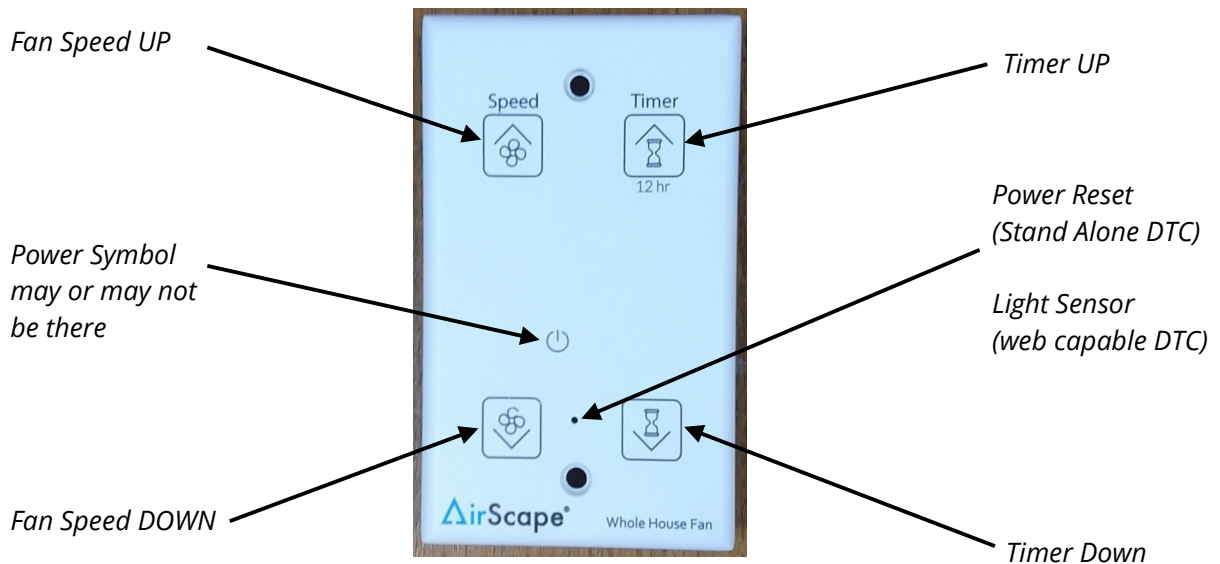 Fan Speed UP
Timer UP
Speed
Timer
12 hr
Power Reset
(Stand Alone DTC)
Power Symbol
may or may not
be there
Light Sensor
(web capable DTC)
Fan Speed DOWN
AirScape®
Whole House Fan
Timer Down